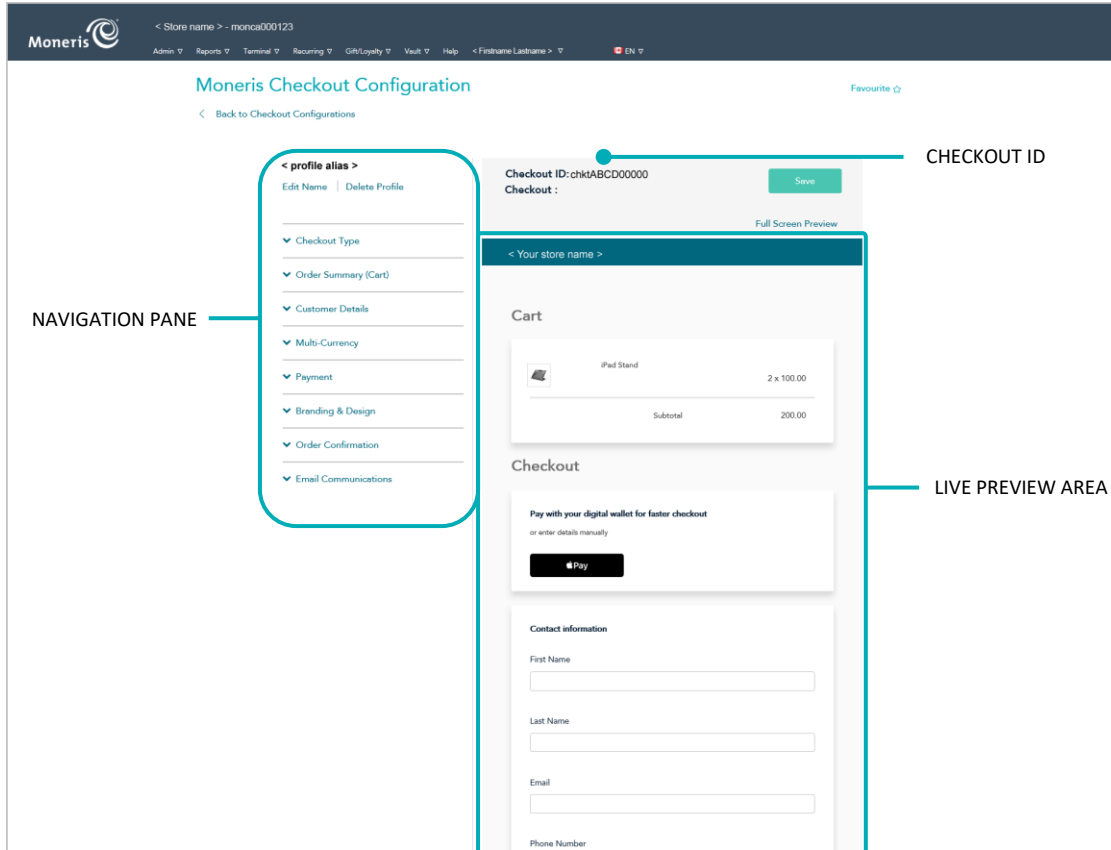 Moneris
< Store name > - monca000123
Admin Reports Terminal Recurring Gift/Loyalty Vault Help < Firstname Lastname > EN
Moneris Checkout Configuration
Favourite
Back to Checkout Configurations
< profile alias >
Edit Name | Delete Profile
Checkout ID: chktABCD00000
Checkout :
Save
CHECKOUT ID
Full Screen Preview
NAVIGATION PANE
Checkout Type
Order Summary (Cart)
Customer Details
Multi-Currency
Payment
Branding & Design
Order Confirmation
Email Communications
< Your store name >
Cart
iPad Stand
2 x 100.00
Subtotal 200.00
Checkout
LIVE PREVIEW AREA
Pay with your digital wallet for faster checkout
or enter details manually
Pay
Contact information
First Name
Last Name
Email
Phone Number